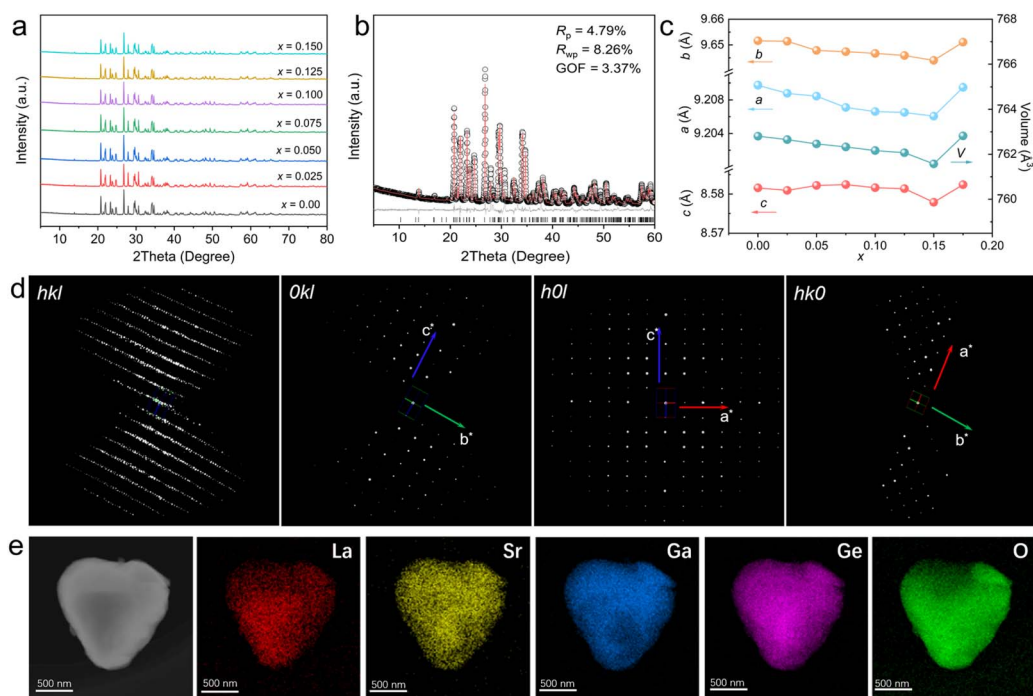 a
Intensity (a.u.)
x = 0.150
x = 0.125
x = 0.100
x = 0.075
x = 0.050
x = 0.025
x = 0.00
10 20 30 40 50 60 70 80
2Theta (Degree)
b
Intensity (a.u.)
Rp = 4.79%
Rwp = 8.26%
GOF = 3.37%
10 20 30 40 50 60
2Theta (Degree)
c
9.66
9.65
b (Å)
9.208
9.204
a (Å)
8.58
8.57
c (Å)
b
a
V
c
768
766
764
762
760
Volume (Å3)
0.00 0.05 0.10 0.15 0.20
x
d
hkl
0kl
c*
b*
h0l
c*
a*
hk0
a*
b*
e
500 nm
La
500 nm
Sr
500 nm
Ga
500 nm
Ge
500 nm
O
500 nm